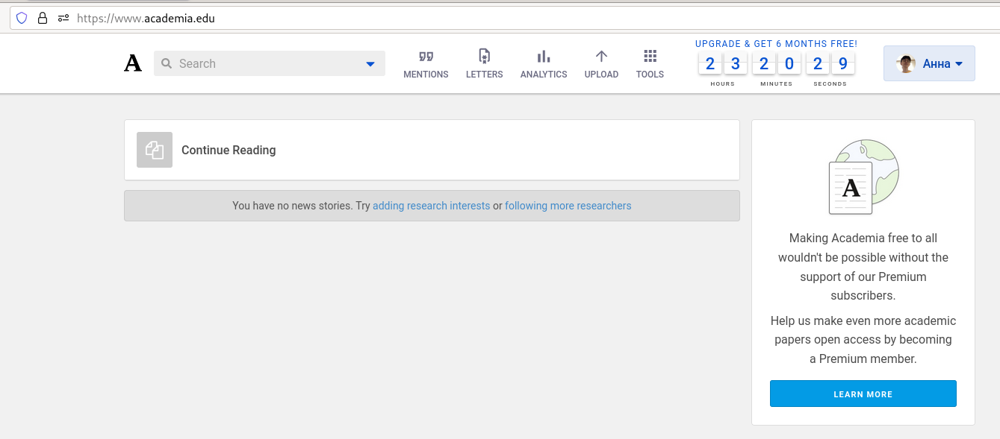 https://www.academia.edu
A
Search
MENTIONS
LETTERS
ANALYTICS
UPLOAD
TOOLS
UPGRADE & GET 6 MONTHS FREE!
2 3 2 0 2 9
HOURS MINUTES SECONDS
Анна
Continue Reading
You have no news stories. Try adding research interests or following more researchers
A
Making Academia free to all
wouldn't be possible without the
support of our Premium
subscribers.
Help us make even more academic
papers open access by becoming
a Premium member.
LEARN MORE